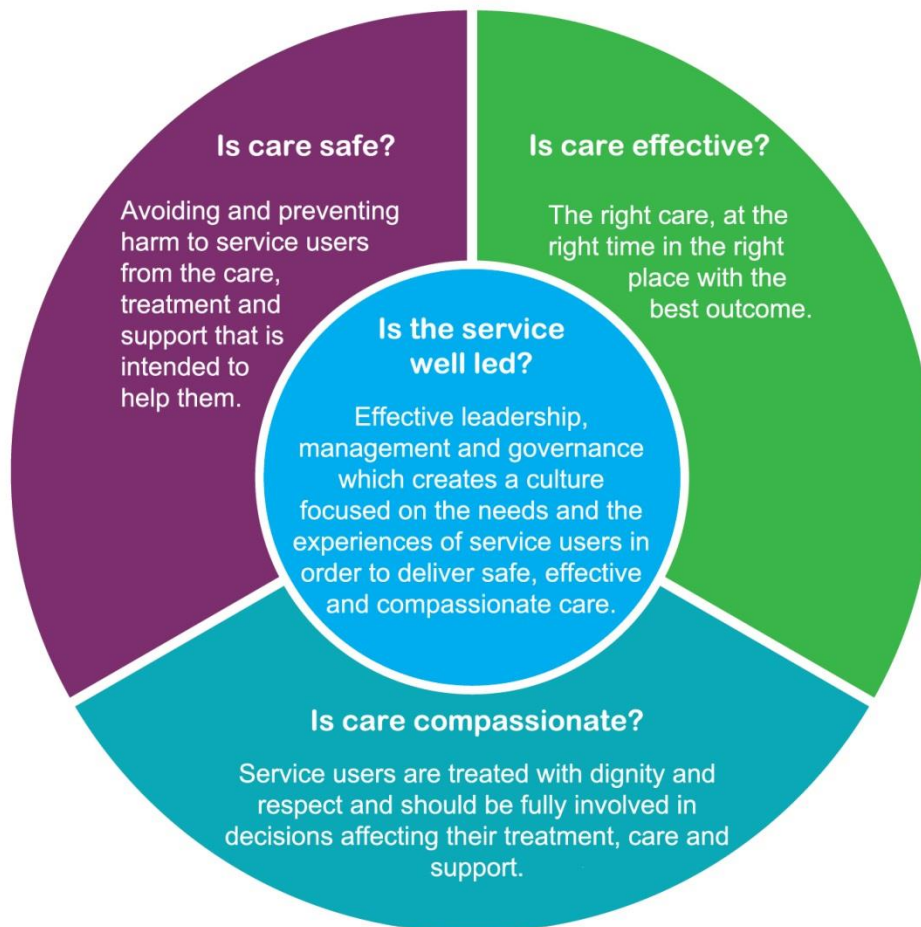 Is care safe?
Avoiding and preventing
harm to service users
from the care,
treatment and
support that is
intended to
help them.
Is care effective?
The right care, at the
right time in the right
place with the
best outcome.
Is the service
well led?
Effective leadership,
management and governance
which creates a culture
focused on the needs and the
experiences of service users in
order to deliver safe, effective
and compassionate care.
Is care compassionate?
Service users are treated with dignity and
respect and should be fully involved in
decisions affecting their treatment, care and
support.